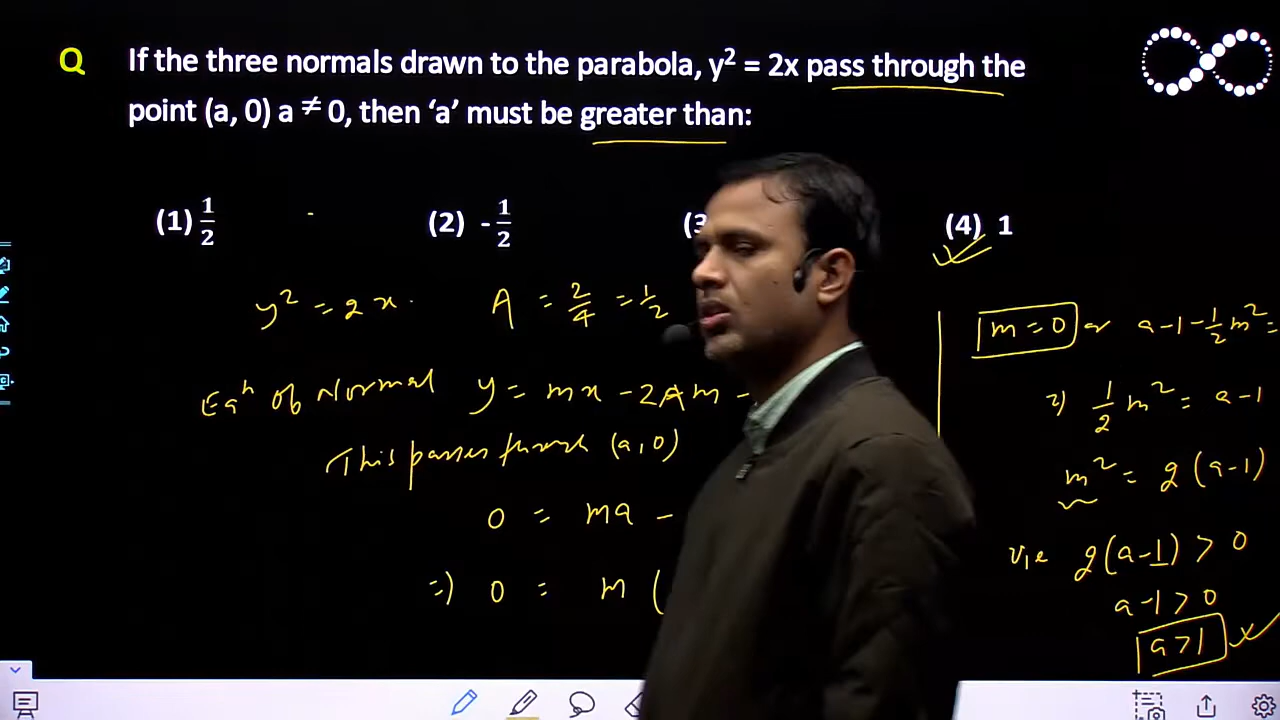 Q If the three normals drawn to the parabola, y² = 2x pass through the
point (a, 0) a ≠ 0, then 'a' must be greater than:
(1) 1/2 (2) - 1/2 (3 (4) 1
y² = 2x. A = 2/4 = 1/2
Eqⁿ of Normal y = mx - 2Am -
This passes through (a, 0)
0 = ma -
=) 0 = m (
m = 0 or a-1-1/2m² =
=) 1/2 m² = a-1
m² = 2(a-1)
2(a-1) > 0
a-1 > 0
a > 1